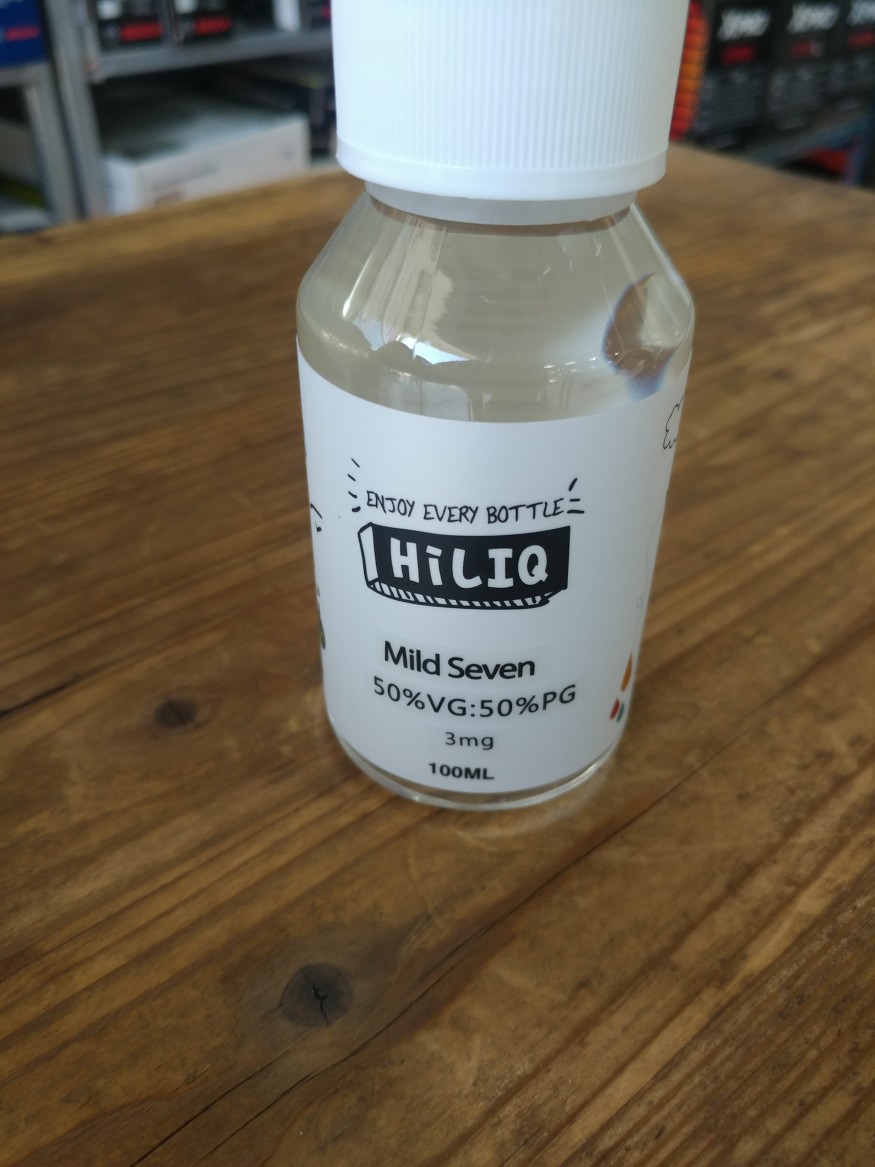 ENJOY EVERY BOTTLE
HiLIQ
Mild Seven
50%VG:50%PG
3mg
100ML